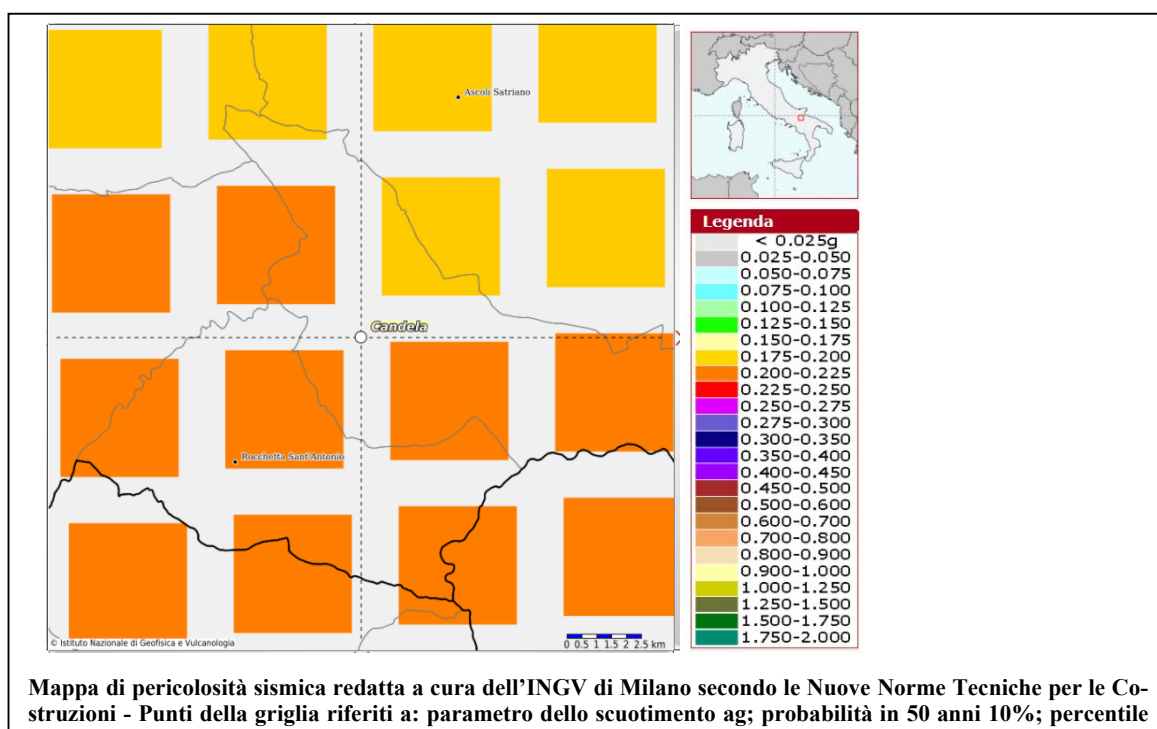 Ascoli Satriano
Candela
Rocchetta Sant'Antonio
© Istituto Nazionale di Geofisica e Vulcanologia
0 0.5 1 1.5 2 2.5 km
Legenda
< 0.025g
0.025-0.050
0.050-0.075
0.075-0.100
0.100-0.125
0.125-0.150
0.150-0.175
0.175-0.200
0.200-0.225
0.225-0.250
0.250-0.275
0.275-0.300
0.300-0.350
0.350-0.400
0.400-0.450
0.450-0.500
0.500-0.600
0.600-0.700
0.700-0.800
0.800-0.900
0.900-1.000
1.000-1.250
1.250-1.500
1.500-1.750
1.750-2.000
Mappa di pericolosità sismica redatta a cura dell'INGV di Milano secondo le Nuove Norme Tecniche per le Co-
struzioni - Punti della griglia riferiti a: parametro dello scuotimento ag; probabilità in 50 anni 10%; percentile